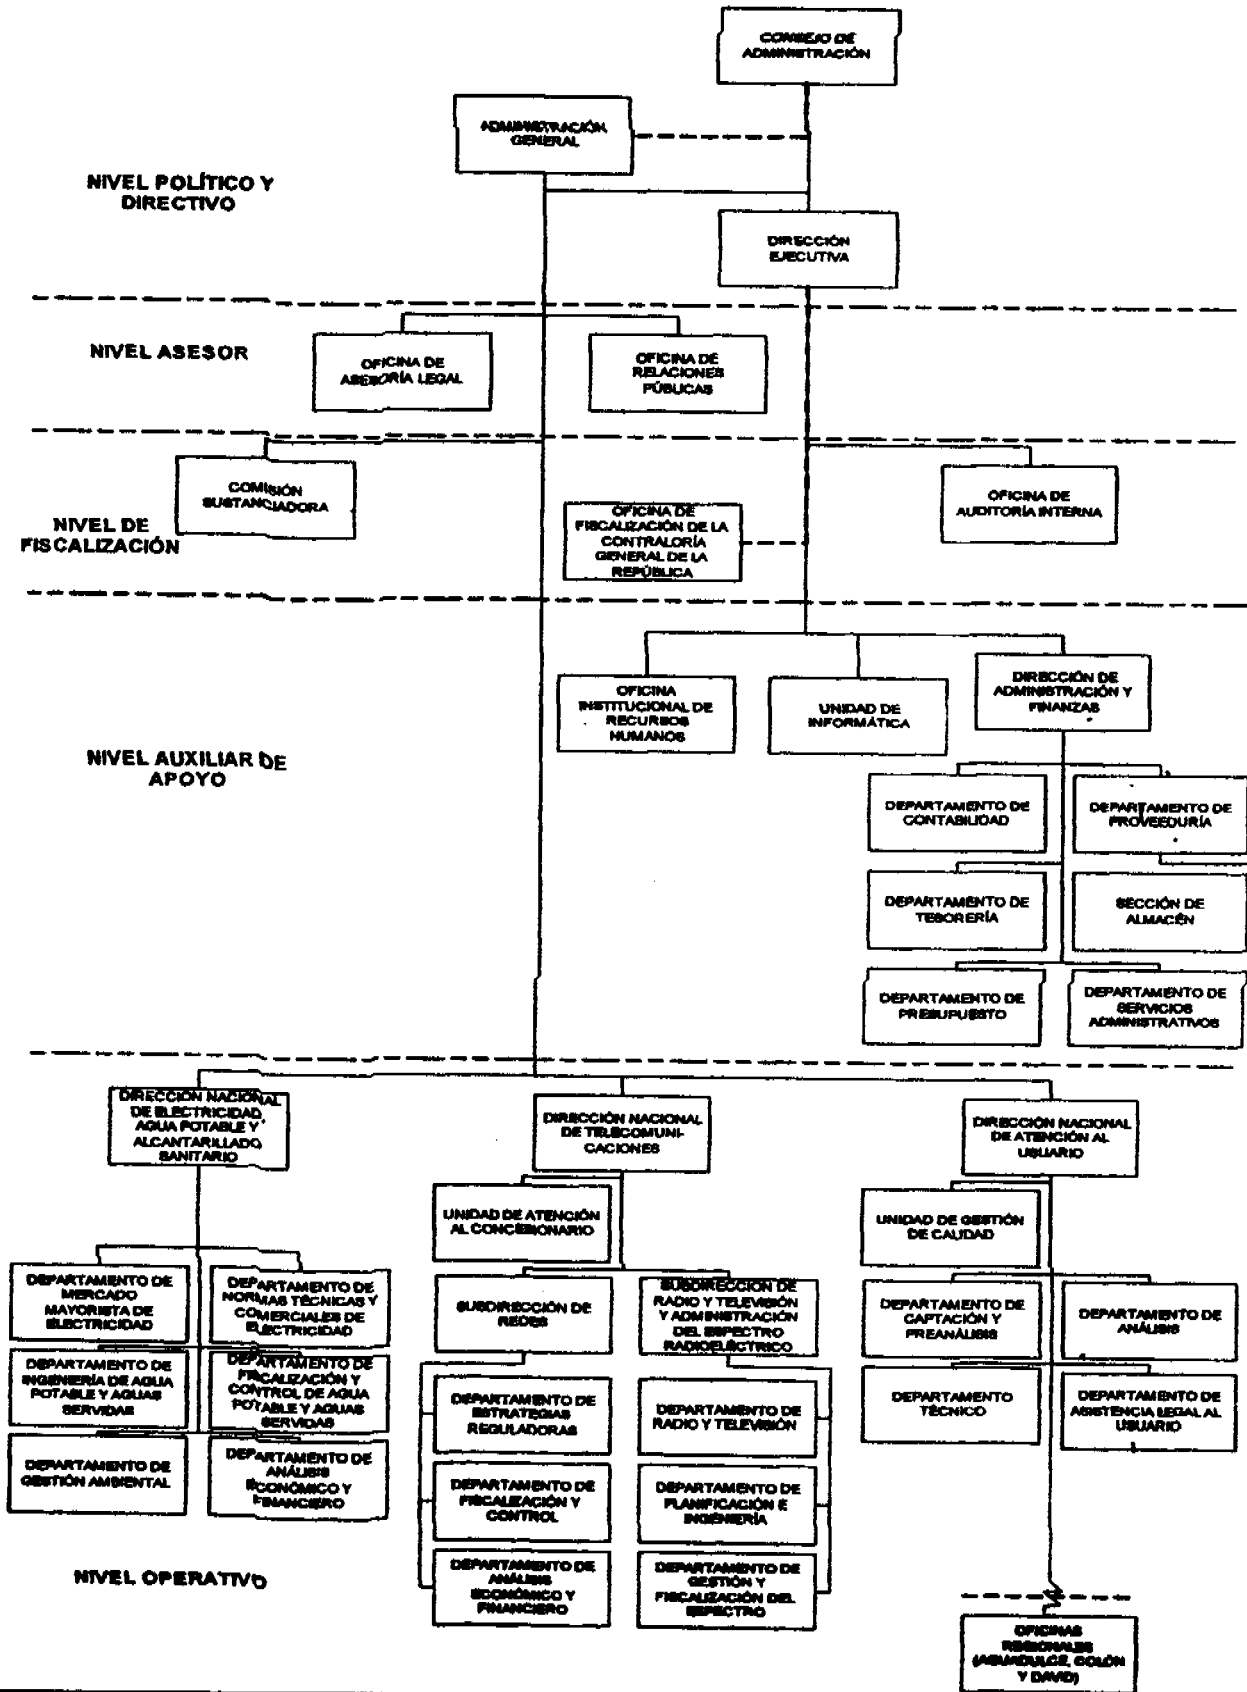 CONSEJO DE
ADMINISTRACIÓN
ADMINISTRACIÓN
GENERAL
NIVEL POLÍTICO Y
DIRECTIVO
DIRECCIÓN
EJECUTIVA
NIVEL ASESOR
OFICINA DE
ASESORÍA LEGAL
OFICINA DE
RELACIONES
PÚBLICAS
NIVEL DE
FISCALIZACIÓN
COMISIÓN
SUSTANCIADORA
OFICINA DE
FISCALIZACIÓN DE LA
CONTRALORÍA
GENERAL DE LA
REPÚBLICA
OFICINA DE
AUDITORÍA INTERNA
NIVEL AUXILIAR DE
APOYO
OFICINA
INSTITUCIONAL DE
RECURSOS
HUMANOS
UNIDAD DE
INFORMÁTICA
DIRECCIÓN DE
ADMINISTRACIÓN Y
FINANZAS
DEPARTAMENTO DE
CONTABILIDAD
DEPARTAMENTO DE
PROVEEDURÍA
DEPARTAMENTO DE
TESORERÍA
SECCIÓN DE
ALMACÉN
DEPARTAMENTO DE
PRESUPUESTO
DEPARTAMENTO DE
SERVICIOS
ADMINISTRATIVOS
DIRECCIÓN NACIONAL
DE ELECTRICIDAD,
AGUA POTABLE Y
ALCANTARILLADO
SANITARIO
DIRECCIÓN NACIONAL
DE TELECOMUNI-
CACIONES
DIRECCIÓN NACIONAL
DE ATENCIÓN AL
USUARIO
UNIDAD DE ATENCIÓN
AL CONCESIONARIO
UNIDAD DE GESTIÓN
DE CALIDAD
DEPARTAMENTO DE
MERCADO
MAYORISTA DE
ELECTRICIDAD
DEPARTAMENTO DE
NORMAS TÉCNICAS Y
COMERCIALES DE
ELECTRICIDAD
SUBDIRECCIÓN DE
REDES
SUBDIRECCIÓN DE
RADIO Y TELEVISIÓN
Y ADMINISTRACIÓN
DEL ESPECTRO
RADIOELÉCTRICO
DEPARTAMENTO DE
CAPTACIÓN Y
PREANÁLISIS
DEPARTAMENTO DE
ANÁLISIS
DEPARTAMENTO DE
INGENIERÍA DE AGUA
POTABLE Y AGUAS
SERVIDAS
DEPARTAMENTO DE
FISCALIZACIÓN Y
CONTROL DE AGUA
POTABLE Y AGUAS
SERVIDAS
DEPARTAMENTO DE
ESTRATEGIAS
REGULADORAS
DEPARTAMENTO DE
RADIO Y TELEVISIÓN
DEPARTAMENTO
TÉCNICO
DEPARTAMENTO DE
ASISTENCIA LEGAL AL
USUARIO
DEPARTAMENTO DE
GESTIÓN AMBIENTAL
DEPARTAMENTO DE
ANÁLISIS
ECONÓMICO Y
FINANCIERO
DEPARTAMENTO DE
FISCALIZACIÓN Y
CONTROL
DEPARTAMENTO DE
PLANIFICACIÓN E
INGENIERÍA
NIVEL OPERATIVO
DEPARTAMENTO DE
ANÁLISIS
ECONÓMICO Y
FINANCIERO
DEPARTAMENTO DE
GESTIÓN Y
FISCALIZACIÓN DEL
ESPECTRO
OFICINAS
REGIONALES
(AGUADULCE, COLÓN
Y DAVID)